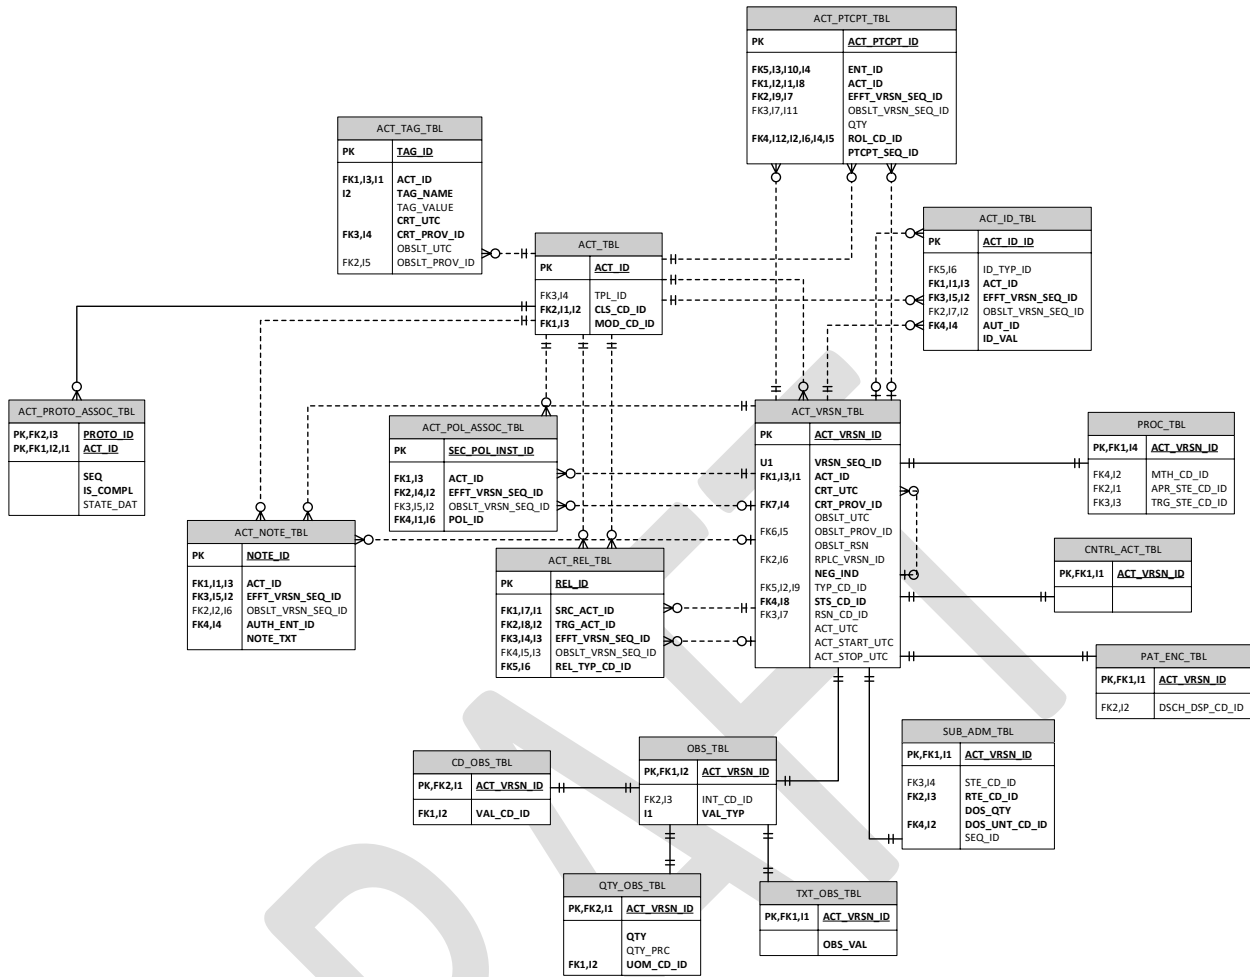 ACT_PTCPT_TBL
PK ACT_PTCPT_ID
FK5,I3,I10,I4 ENT_ID
FK1,I2,I1,I8 ACT_ID
FK2,I9,I7 EFFT_VRSN_SEQ_ID
FK3,I7,I11 OBSLT_VRSN_SEQ_ID
QTY
FK4,I12,I2,I6,I4,I5 ROL_CD_ID
PTCPT_SEQ_ID
ACT_TAG_TBL
PK TAG_ID
FK1,I3,I1 ACT_ID
I2 TAG_NAME
TAG_VALUE
CRT_UTC
FK3,I4 CRT_PROV_ID
OBSLT_UTC
FK2,I5 OBSLT_PROV_ID
ACT_ID_TBL
PK ACT_ID_ID
FK5,I6 ID_TYP_ID
FK1,I1,I3 ACT_ID
FK3,I5,I2 EFFT_VRSN_SEQ_ID
FK2,I7,I2 OBSLT_VRSN_SEQ_ID
FK4,I4 AUT_ID
ID_VAL
ACT_TBL
PK ACT_ID
FK3,I4 TPL_ID
FK2,I1,I2 CLS_CD_ID
FK1,I3 MOD_CD_ID
ACT_PROTO_ASSOC_TBL
PK,FK2,I3 PROTO_ID
PK,FK1,I2,I1 ACT_ID
SEQ
IS_COMPL
STATE_DAT
ACT_POL_ASSOC_TBL
PK SEC_POL_INST_ID
FK1,I3 ACT_ID
FK2,I4,I2 EFFT_VRSN_SEQ_ID
FK3,I5,I2 OBSLT_VRSN_SEQ_ID
FK4,I1,I6 POL_ID
ACT_VRSN_TBL
PK ACT_VRSN_ID
U1 VRSN_SEQ_ID
FK1,I3,I1 ACT_ID
CRT_UTC
FK7,I4 CRT_PROV_ID
OBSLT_UTC
FK6,I5 OBSLT_PROV_ID
OBSLT_RSN
FK2,I6 RPLC_VRSN_ID
NEG_IND
FK5,I2,I9 TYP_CD_ID
FK4,I8 STS_CD_ID
FK3,I7 RSN_CD_ID
ACT_UTC
ACT_START_UTC
ACT_STOP_UTC
PROC_TBL
PK,FK1,I4 ACT_VRSN_ID
FK4,I2 MTH_CD_ID
FK2,I1 APR_STE_CD_ID
FK3,I3 TRG_STE_CD_ID
ACT_NOTE_TBL
PK NOTE_ID
FK1,I1,I3 ACT_ID
FK3,I5,I2 EFFT_VRSN_SEQ_ID
FK2,I2,I6 OBSLT_VRSN_SEQ_ID
FK4,I4 AUTH_ENT_ID
NOTE_TXT
ACT_REL_TBL
PK REL_ID
FK1,I7,I1 SRC_ACT_ID
FK2,I8,I2 TRG_ACT_ID
FK3,I4,I3 EFFT_VRSN_SEQ_ID
FK4,I5,I3 OBSLT_VRSN_SEQ_ID
FK5,I6 REL_TYP_CD_ID
CNTRL_ACT_TBL
PK,FK1,I1 ACT_VRSN_ID
PAT_ENC_TBL
PK,FK1,I1 ACT_VRSN_ID
FK2,I2 DSCH_DSP_CD_ID
SUB_ADM_TBL
PK,FK1,I1 ACT_VRSN_ID
FK3,I4 STE_CD_ID
FK2,I3 RTE_CD_ID
DOS_QTY
FK4,I2 DOS_UNT_CD_ID
SEQ_ID
CD_OBS_TBL
PK,FK2,I1 ACT_VRSN_ID
FK1,I2 VAL_CD_ID
OBS_TBL
PK,FK1,I2 ACT_VRSN_ID
FK2,I3 INT_CD_ID
I1 VAL_TYP
QTY_OBS_TBL
PK,FK2,I1 ACT_VRSN_ID
QTY
QTY_PRC
FK1,I2 UOM_CD_ID
TXT_OBS_TBL
PK,FK1,I1 ACT_VRSN_ID
OBS_VAL
DRAFT